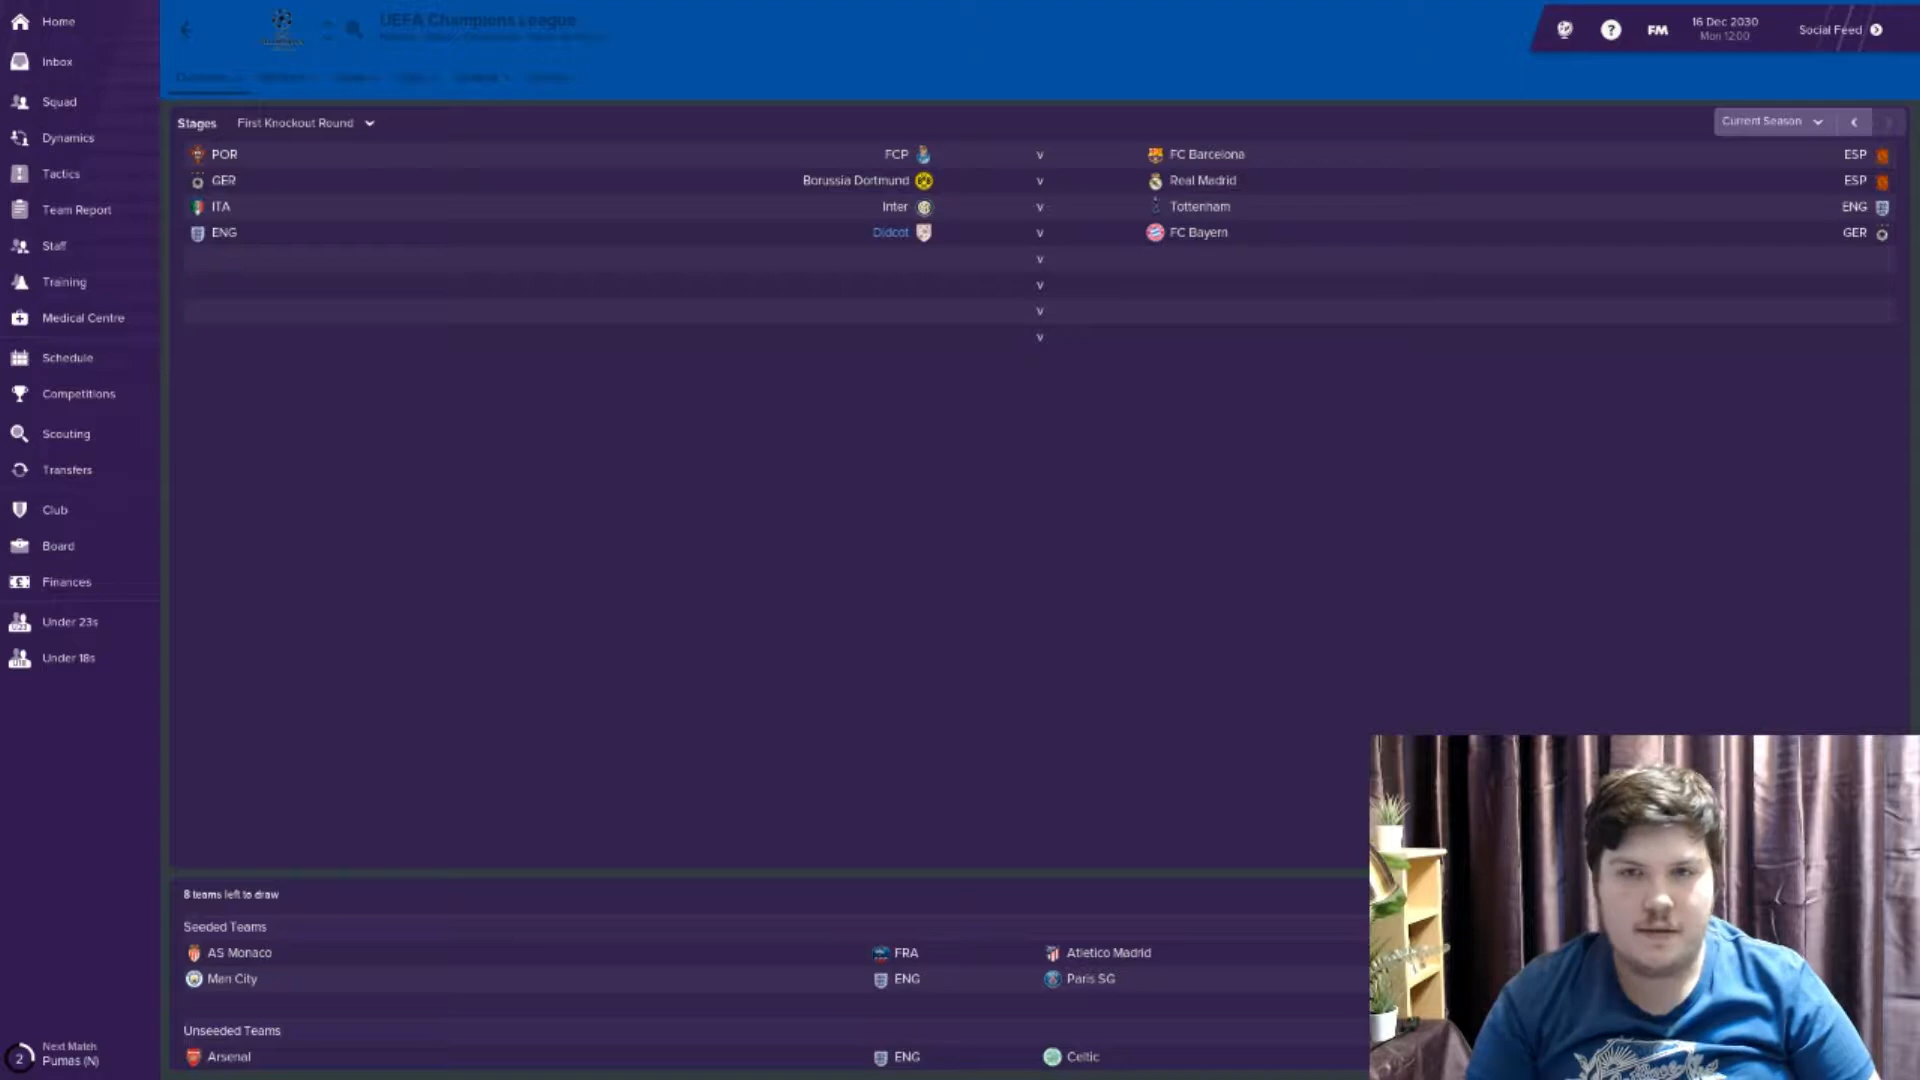 Home
Inbox
Squad
Dynamics
Tactics
Team Report
Staff
Training
Medical Centre
Schedule
Competitions
Scouting
Transfers
Club
Board
Finances
Under 23s
Under 18s
2
Next Match
Pumas (N)
UEFA Champions League
?
FM
16 Dec 2030
Mon 12:00
Social Feed
Stages First Knockout Round
Current Season
POR FCP v FC Barcelona ESP
GER Borussia Dortmund v Real Madrid ESP
ITA Inter v Tottenham ENG
ENG Didcot v FC Bayern GER
v
v
v
v
8 teams left to draw
Seeded Teams
AS Monaco FRA Atletico Madrid
Man City ENG Paris SG
Unseeded Teams
Arsenal ENG Celtic